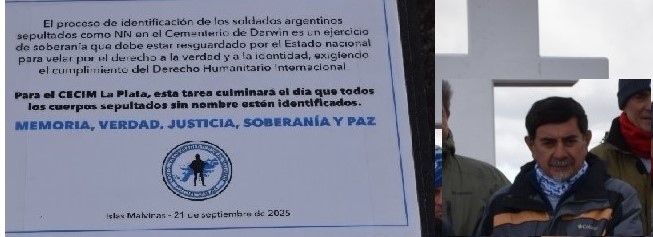 El proceso de identificación de los soldados argentinos
sepultados como NN en el Cementerio de Darwin es un ejercicio
de soberanía que debe estar resguardado por el Estado nacional
para velar por el derecho a la verdad y a la identidad, exigiendo
el cumplimiento del Derecho Humanitario Internacional.
Para el CECIM La Plata, esta tarea culminará el día que todos
los cuerpos sepultados sin nombre estén identificados.
MEMORIA, VERDAD, JUSTICIA, SOBERANÍA Y PAZ
Islas Malvinas - 21 de septiembre de 2025
Columbia